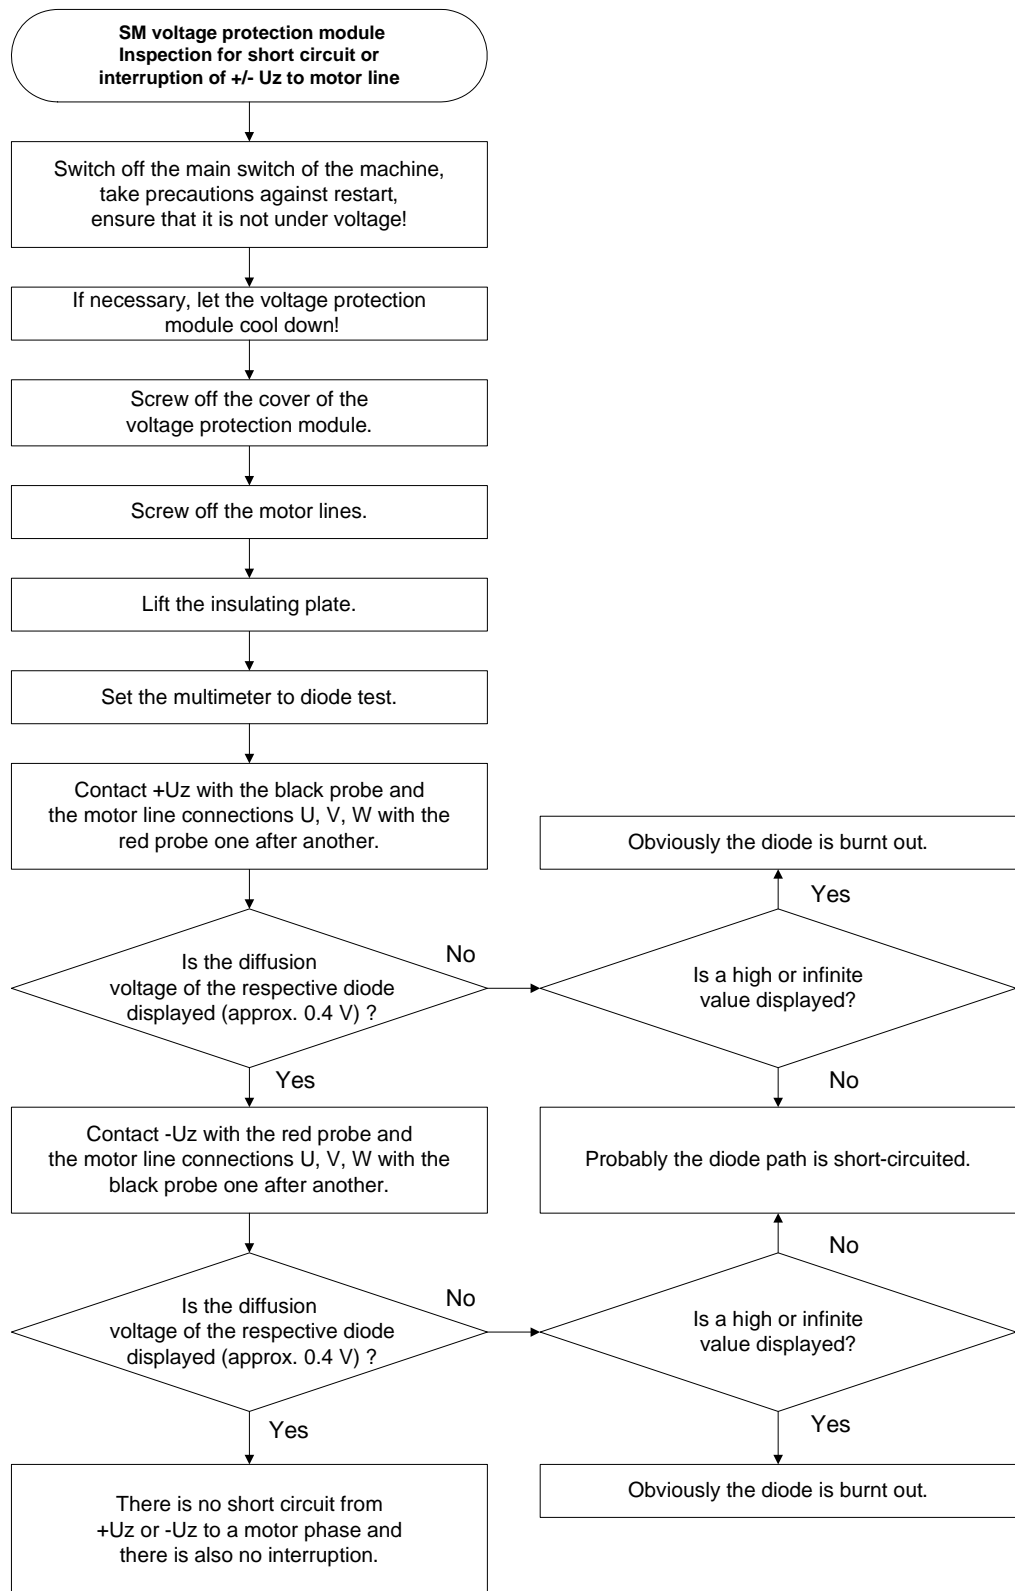 SM voltage protection module
Inspection for short circuit or
interruption of +/- Uz to motor line
Switch off the main switch of the machine,
take precautions against restart,
ensure that it is not under voltage!
If necessary, let the voltage protection
module cool down!
Screw off the cover of the
voltage protection module.
Screw off the motor lines.
Lift the insulating plate.
Set the multimeter to diode test.
Contact +Uz with the black probe and
the motor line connections U, V, W with the
red probe one after another.
Obviously the diode is burnt out.
Yes
Is the diffusion
voltage of the respective diode
displayed (approx. 0.4 V) ?
No
Is a high or infinite
value displayed?
Yes
No
Contact -Uz with the red probe and
the motor line connections U, V, W with the
black probe one after another.
Probably the diode path is short-circuited.
No
Is the diffusion
voltage of the respective diode
displayed (approx. 0.4 V) ?
No
Is a high or infinite
value displayed?
Yes
Yes
There is no short circuit from
+Uz or -Uz to a motor phase and
there is also no interruption.
Obviously the diode is burnt out.